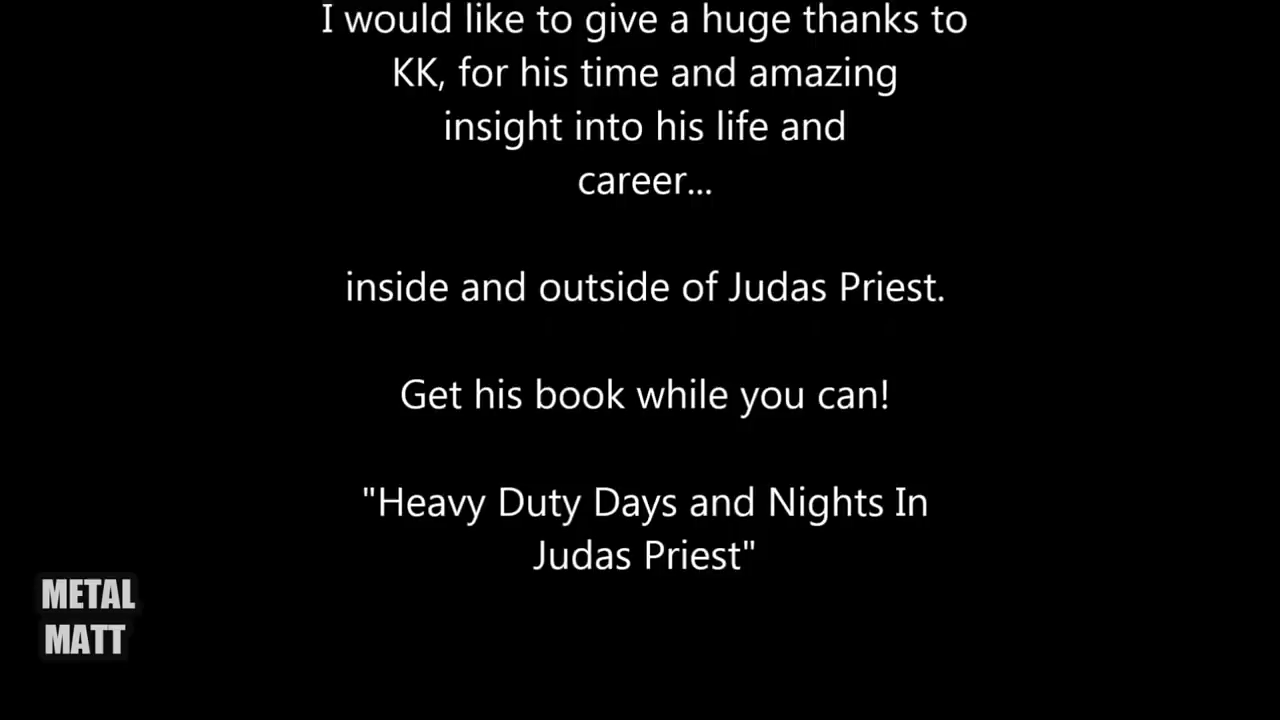 I would like to give a huge thanks to
KK, for his time and amazing
insight into his life and
career...
inside and outside of Judas Priest.
Get his book while you can!
"Heavy Duty Days and Nights In
Judas Priest"
METAL
MATT